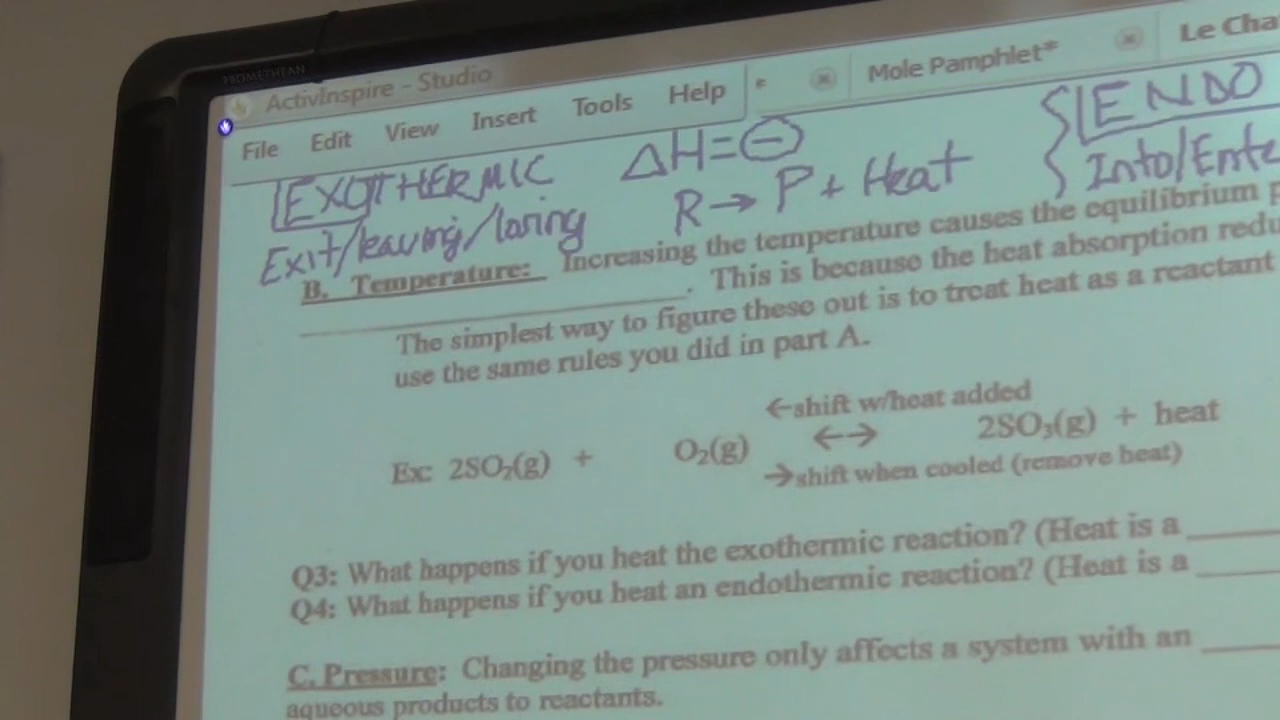 PROMETHEAN
ActivInspire - Studio
File Edit View Insert Tools Help
Mole Pamphlet*
Le Cha
EXOTHERMIC
Exit/leaving/losing
ΔH=⊖
R → P + Heat
ENDO
Into/Ente
B. Temperature: Increasing the temperature causes the equilibrium p
____________. This is because the heat absorption redu
The simplest way to figure these out is to treat heat as a reactant
use the same rules you did in part A.
←shift w/heat added
Ex: 2SO₂(g) + O₂(g) ↔ 2SO₃(g) + heat
→shift when cooled (remove heat)
Q3: What happens if you heat the exothermic reaction? (Heat is a ____
Q4: What happens if you heat an endothermic reaction? (Heat is a ____
C. Pressure: Changing the pressure only affects a system with an ____
aqueous products to reactants.